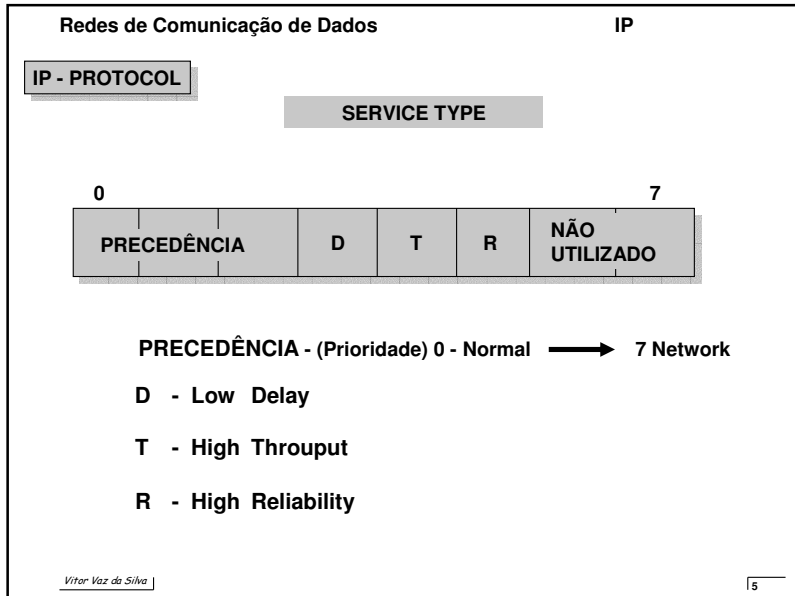 Redes de Comunicação de Dados IP
IP - PROTOCOL
SERVICE TYPE
0 7
PRECEDÊNCIA D T R NÃO
UTILIZADO
PRECEDÊNCIA - (Prioridade) 0 - Normal 7 Network
D - Low Delay
T - High Throuput
R - High Reliability
Vitor Vaz da Silva 5